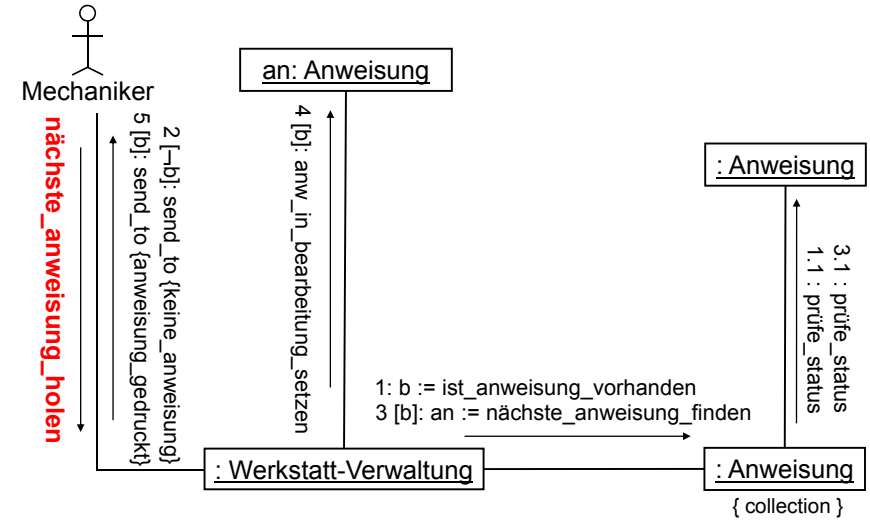 Mechaniker
an: Anweisung
: Anweisung
nächste_anweisung_holen
5 [b]: send_to {anweisung_gedruckt}
2 [¬b]: send_to {keine_anweisung}
4 [b]: anw_in_bearbeitung_setzen
1.1 : prüfe_status
3.1 : prüfe_status
1: b := ist_anweisung_vorhanden
3 [b]: an := nächste_anweisung_finden
: Werkstatt-Verwaltung
: Anweisung
{ collection }